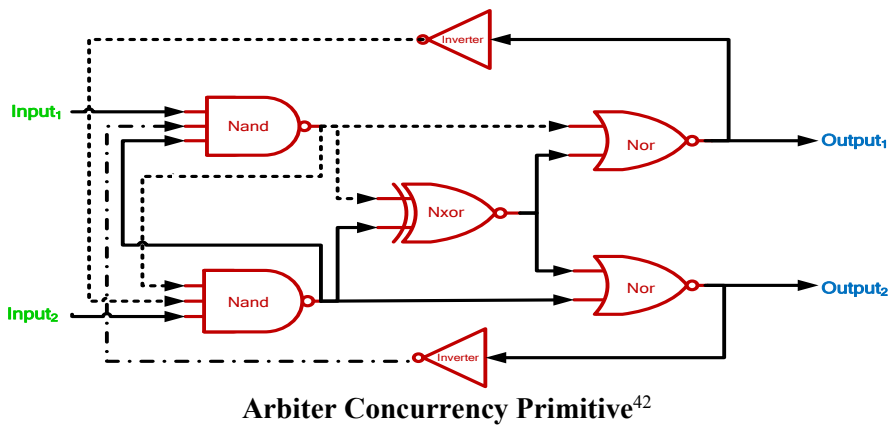 Inverter
Input₁
Nand
Nor
Output₁
Nxor
Nand
Nor
Output₂
Input₂
Inverter
Arbiter Concurrency Primitive⁴²